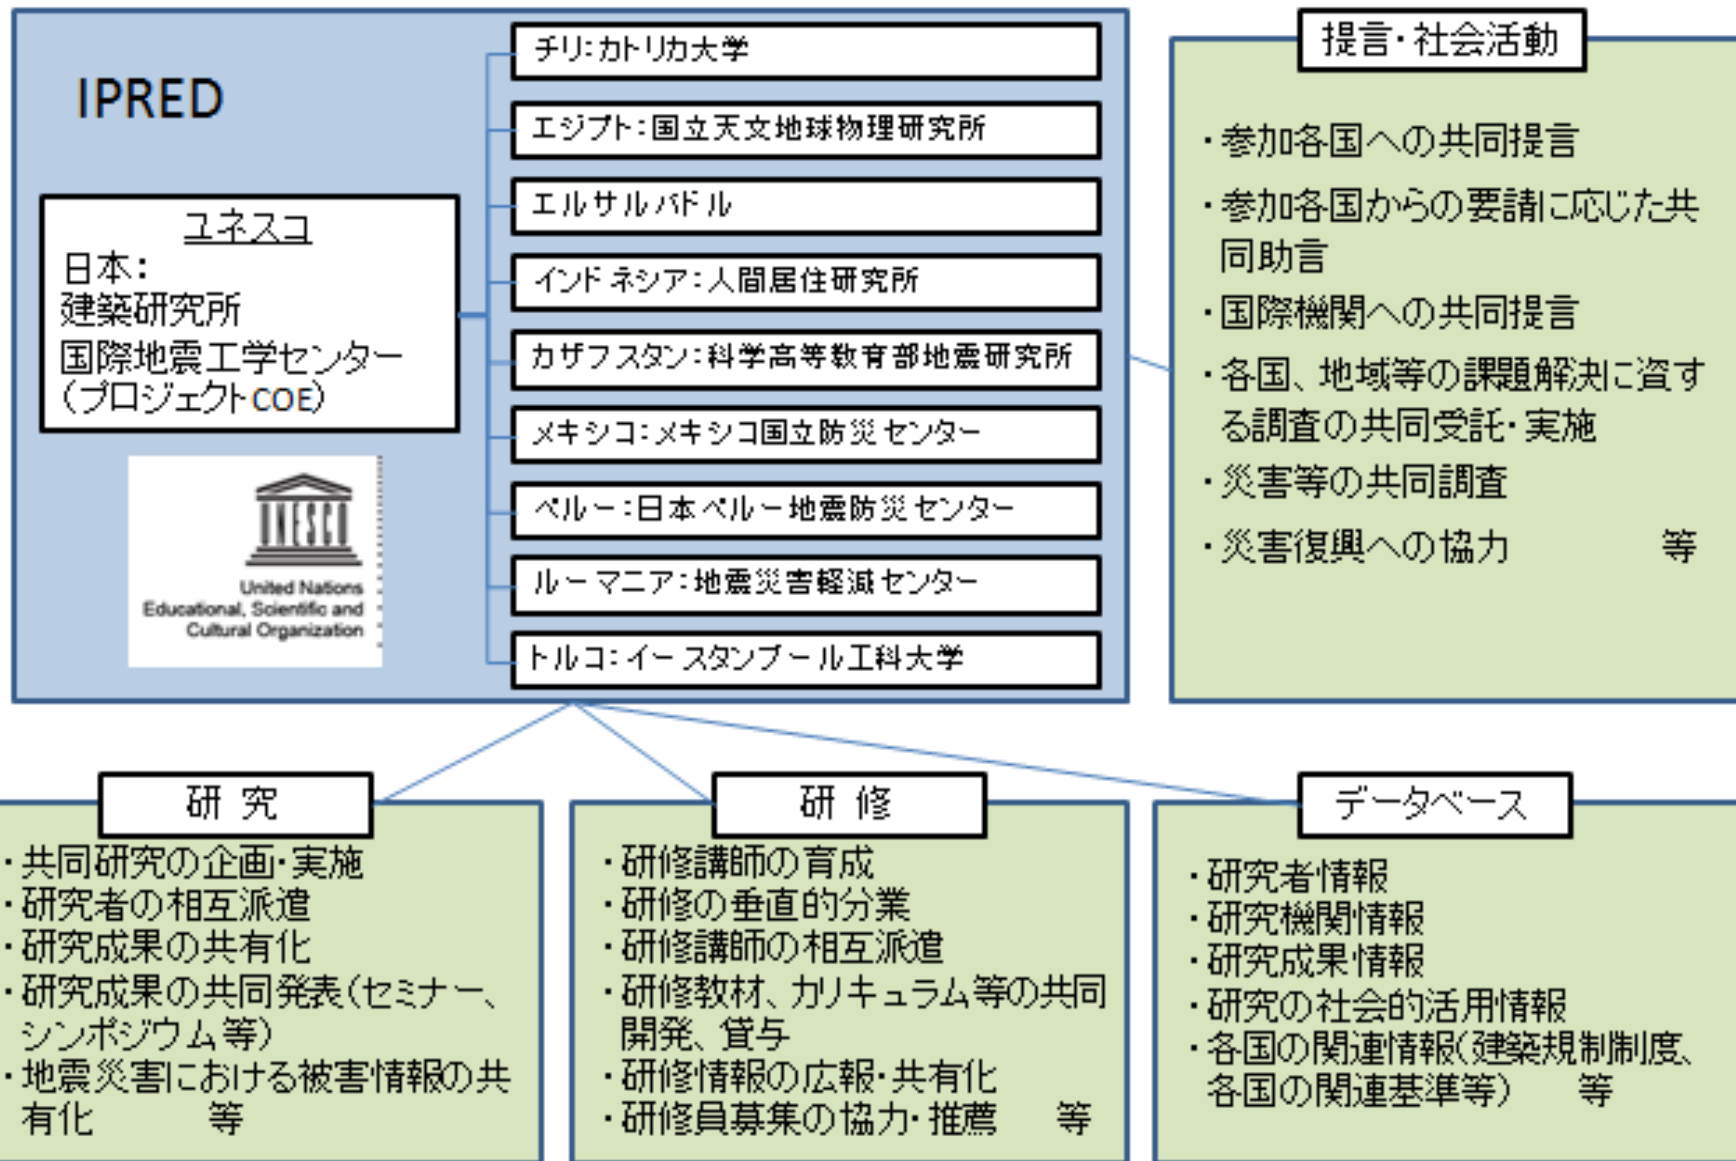 IPRED
ユネスコ
日本：
建築研究所
国際地震工学センター
（プロジェクトCOE）
UNESCO
United Nations
Educational, Scientific and
Cultural Organization
チリ：カトリカ大学
エジプト：国立天文地球物理研究所
エルサルバドル
インドネシア：人間居住研究所
カザフスタン：科学高等教育部地震研究所
メキシコ：メキシコ国立防災センター
ペルー：日本ペルー地震防災センター
ルーマニア：地震災害軽減センター
トルコ：イースタンブール工科大学
提言・社会活動
・参加各国への共同提言
・参加各国からの要請に応じた共
同助言
・国際機関への共同提言
・各国、地域等の課題解決に資す
る調査の共同受託・実施
・災害等の共同調査
・災害復興への協力 等
研 究
・共同研究の企画・実施
・研究者の相互派遣
・研究成果の共有化
・研究成果の共同発表（セミナー、
シンポジウム等）
・地震災害における被害情報の共
有化 等
研 修
・研修講師の育成
・研修の垂直的分業
・研修講師の相互派遣
・研修教材、カリキュラム等の共同
開発、貸与
・研修情報の広報・共有化
・研修員募集の協力・推薦 等
データベース
・研究者情報
・研究機関情報
・研究成果情報
・研究の社会的活用情報
・各国の関連情報（建築規制制度、
各国の関連基準等） 等